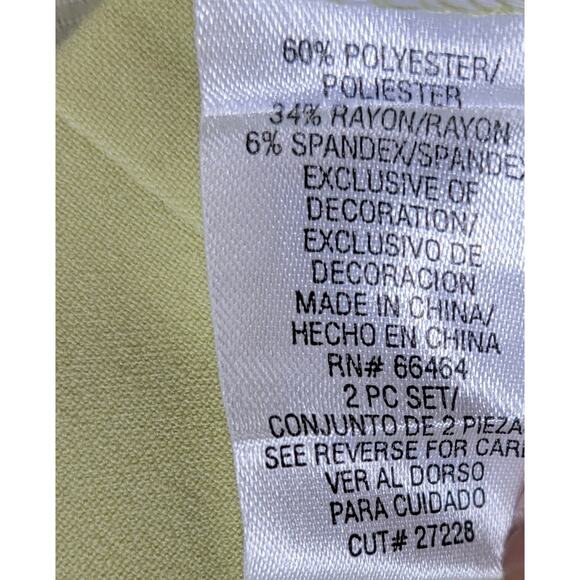 60% POLYESTER/
POLIESTER
34% RAYON/RAYON
6% SPANDEX/SPANDEX
EXCLUSIVE OF
DECORATION/
EXCLUSIVO DE
DECORACION
MADE IN CHINA/
HECHO EN CHINA
RN# 66464
2 PC SET/
CONJUNTO DE 2 PIEZA
SEE REVERSE FOR CARE
VER AL DORSO
PARA CUIDADO
CUT# 27228